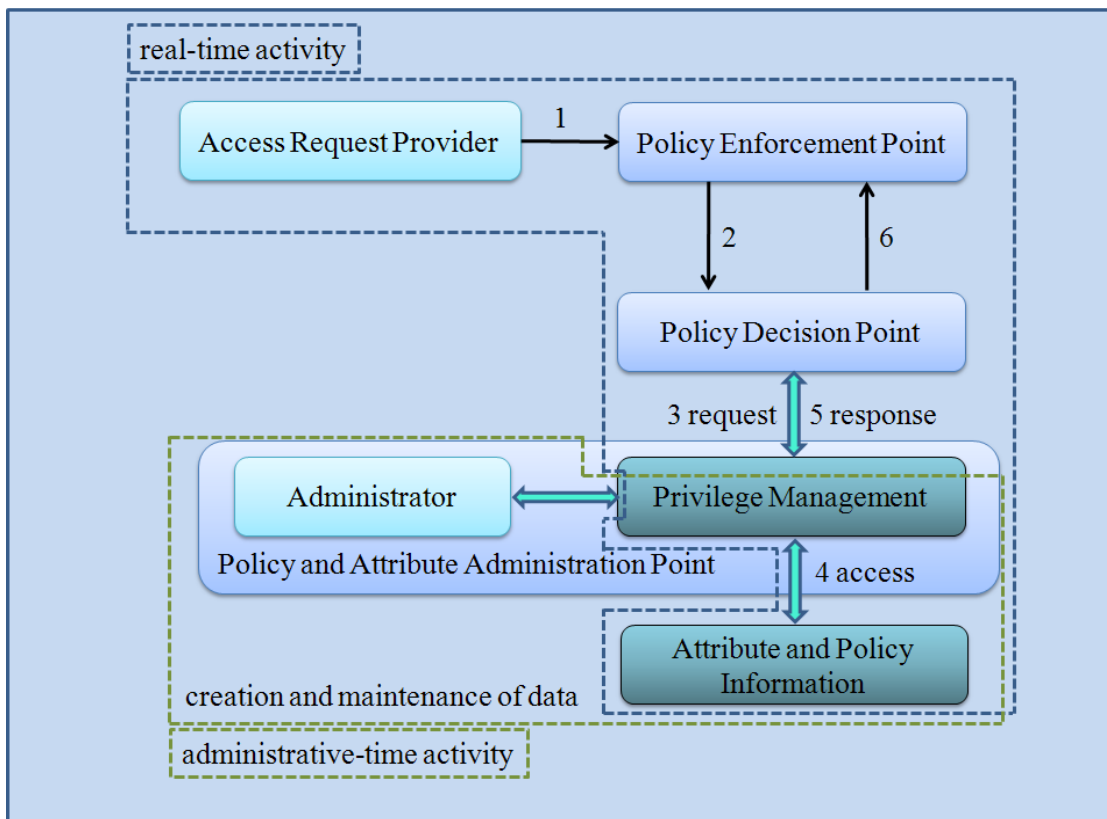 real-time activity
Access Request Provider
1
Policy Enforcement Point
2
6
Policy Decision Point
3 request
5 response
Administrator
Privilege Management
Policy and Attribute Administration Point
4 access
Attribute and Policy
Information
creation and maintenance of data
administrative-time activity